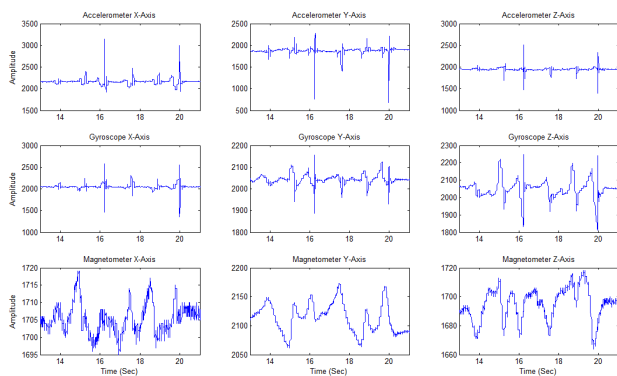 Accelerometer X-Axis
Accelerometer Y-Axis
Accelerometer Z-Axis
Amplitude
3500
3000
2500
2000
1500
1000
500
2500
2000
1500
1000
500
3000
2500
2000
1500
1000
14 16 18 20
14 16 18 20
14 16 18 20
Gyroscope X-Axis
Gyroscope Y-Axis
Gyroscope Z-Axis
Amplitude
3000
2500
2000
1500
1000
2200
2100
2000
1900
1800
2300
2200
2100
2000
1900
1800
14 16 18 20
14 16 18 20
14 16 18 20
Magnetometer X-Axis
Magnetometer Y-Axis
Magnetometer Z-Axis
Amplitude
1720
1715
1710
1705
1700
1695
2200
2150
2100
2050
1720
1700
1680
1660
14 16 18 20
14 16 18 20
14 16 18 20
Time (Sec)
Time (Sec)
Time (Sec)